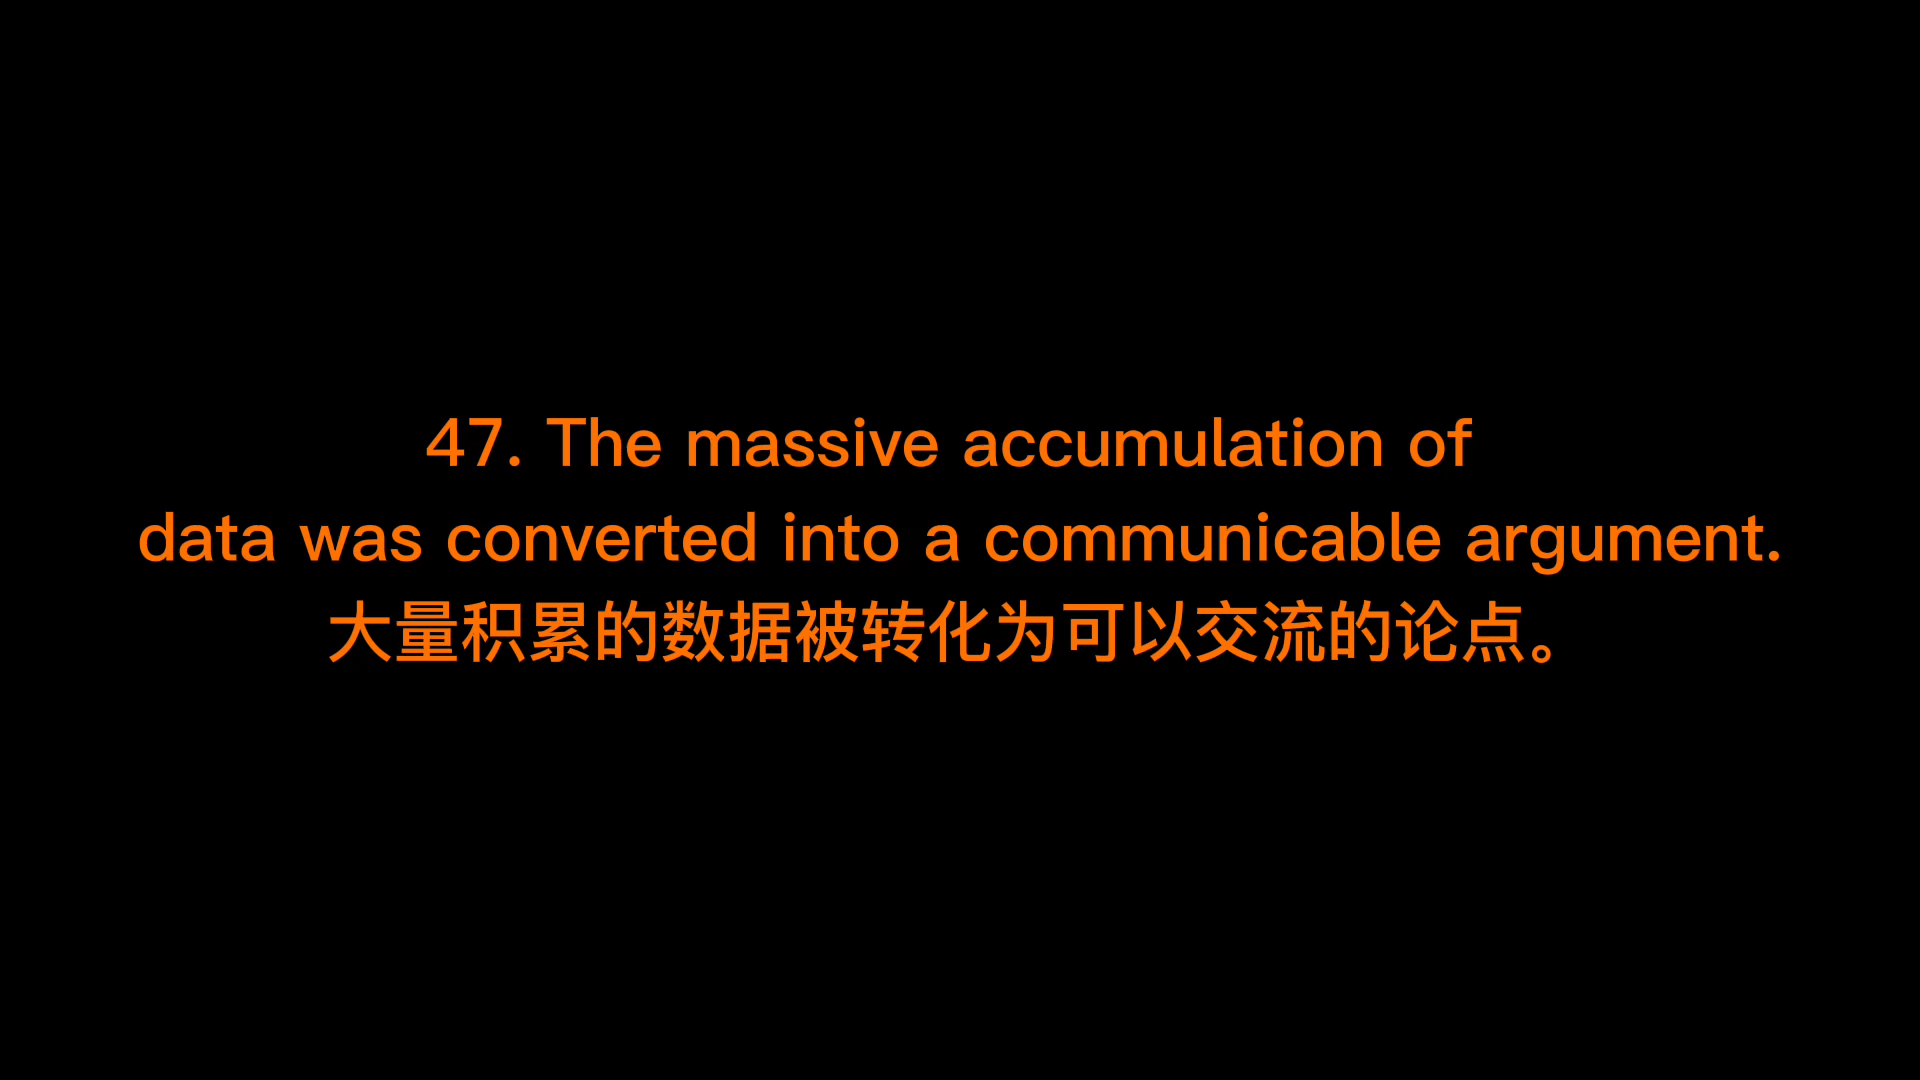 47. The massive accumulation of
data was converted into a communicable argument.
大量积累的数据被转化为可以交流的论点。